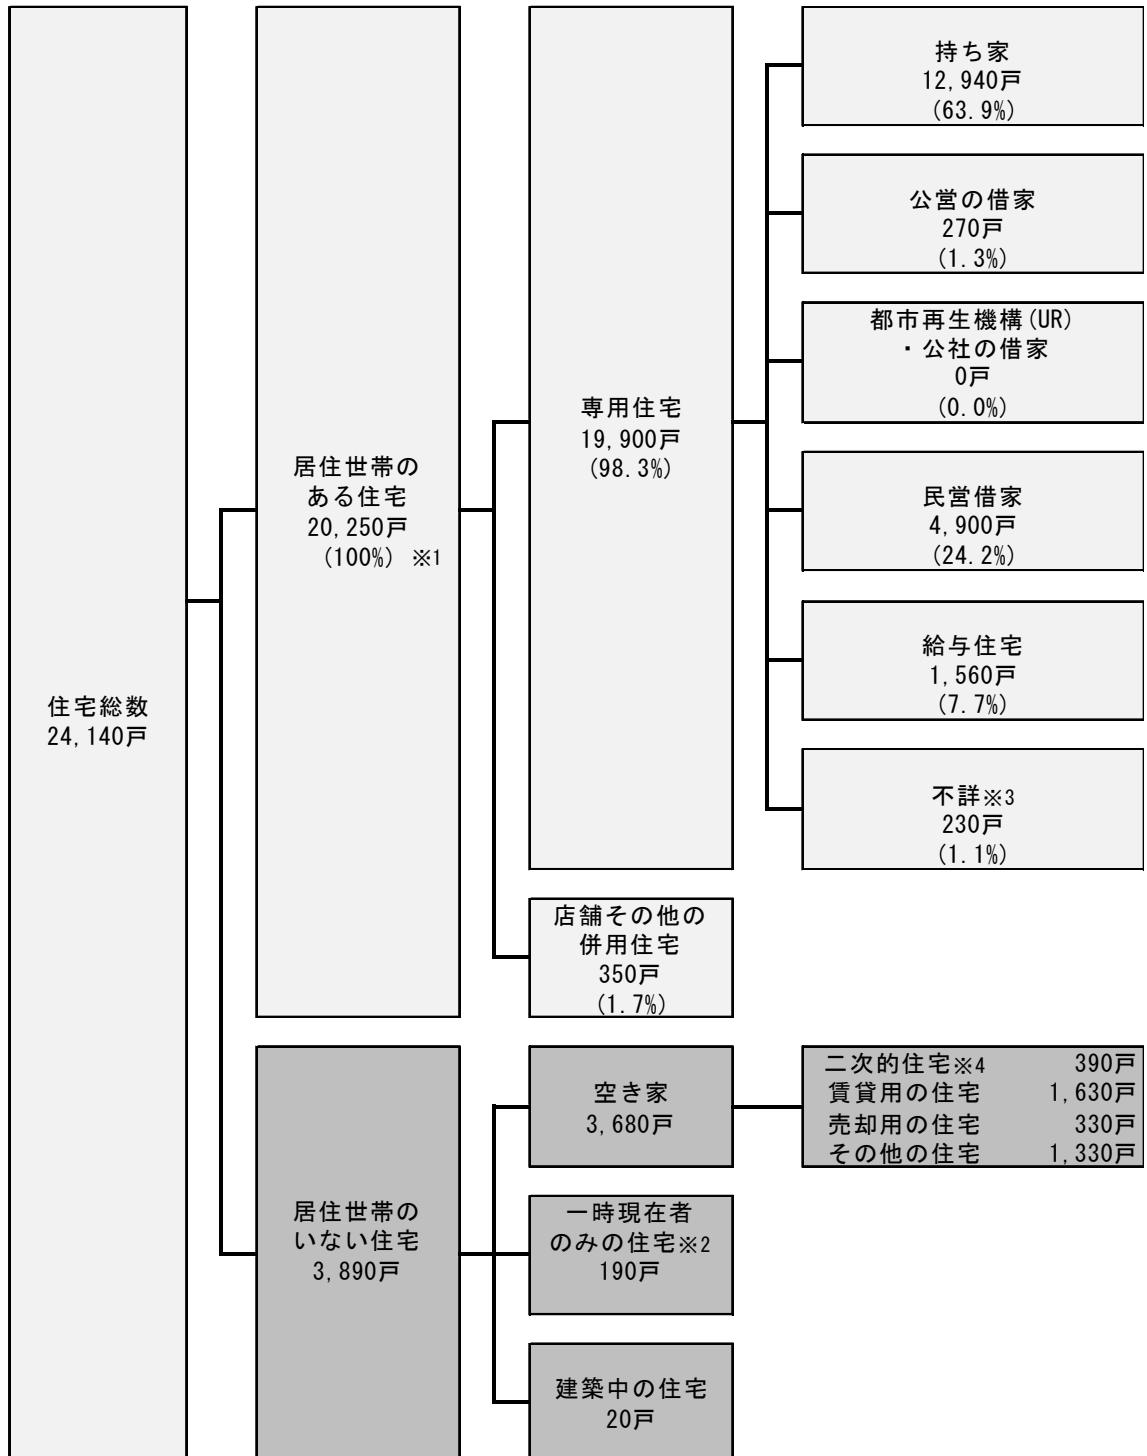 住宅総数
24,140戸
居住世帯の
ある住宅
20,250戸
(100%) ※1
専用住宅
19,900戸
(98.3%)
持ち家
12,940戸
(63.9%)
公営の借家
270戸
(1.3%)
都市再生機構(UR)
・公社の借家
0戸
(0.0%)
民営借家
4,900戸
(24.2%)
給与住宅
1,560戸
(7.7%)
不詳※3
230戸
(1.1%)
店舗その他の
併用住宅
350戸
(1.7%)
居住世帯の
いない住宅
3,890戸
空き家
3,680戸
二次的住宅※4 390戸
賃貸用の住宅 1,630戸
売却用の住宅 330戸
その他の住宅 1,330戸
一時現在者
のみの住宅※2
190戸
建築中の住宅
20戸